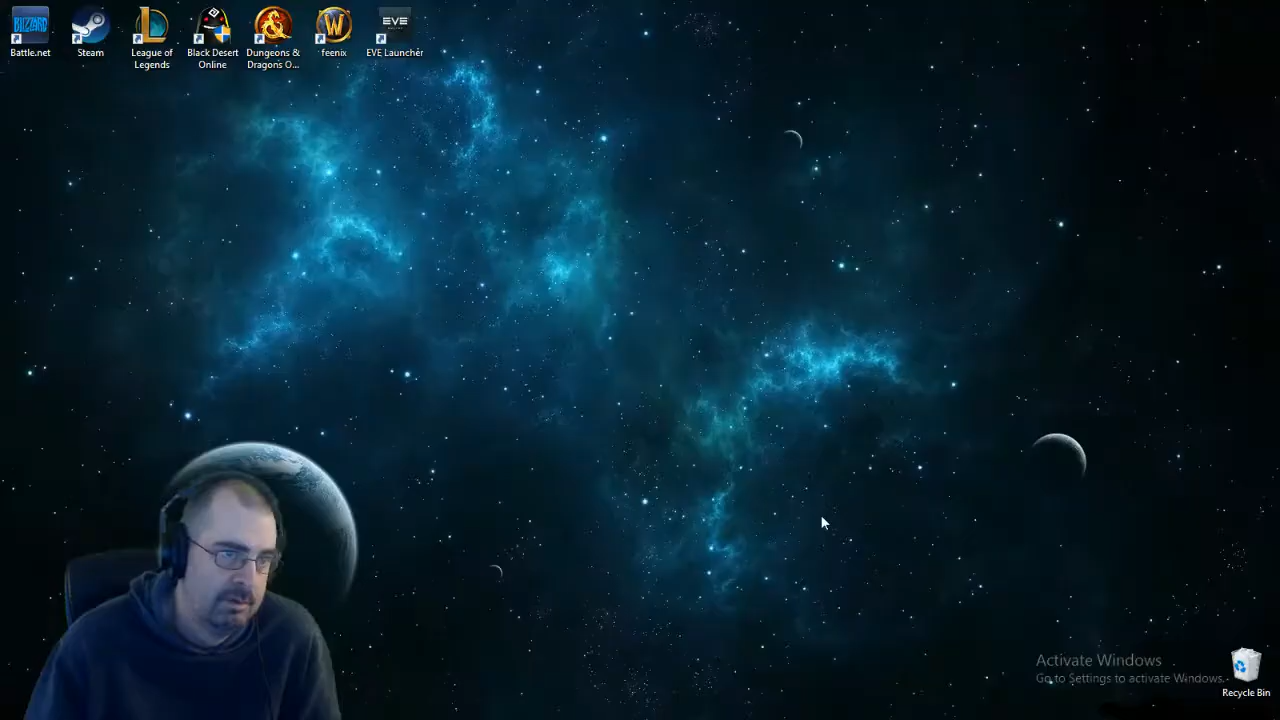 BLIZZARD
EVE
Battle.net
Steam
League of
Legends
Black Desert
Online
Dungeons &
Dragons O...
feenix
EVE Launcher
Activate Windows
Go to Settings to activate Windows.
Recycle Bin